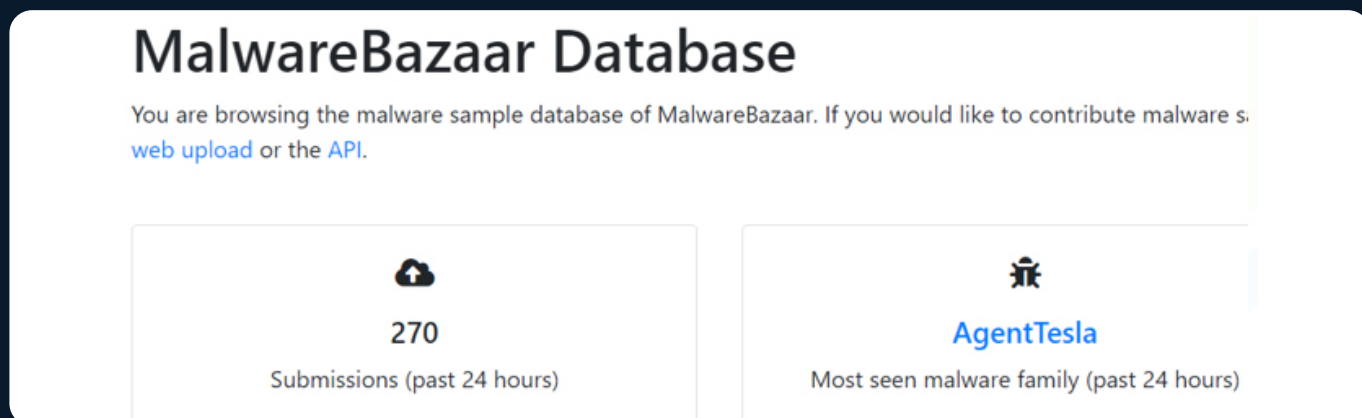 MalwareBazaar Database
You are browsing the malware sample database of MalwareBazaar. If you would like to contribute malware
web upload or the API.
270
Submissions (past 24 hours)
AgentTesla
Most seen malware family (past 24 hours)